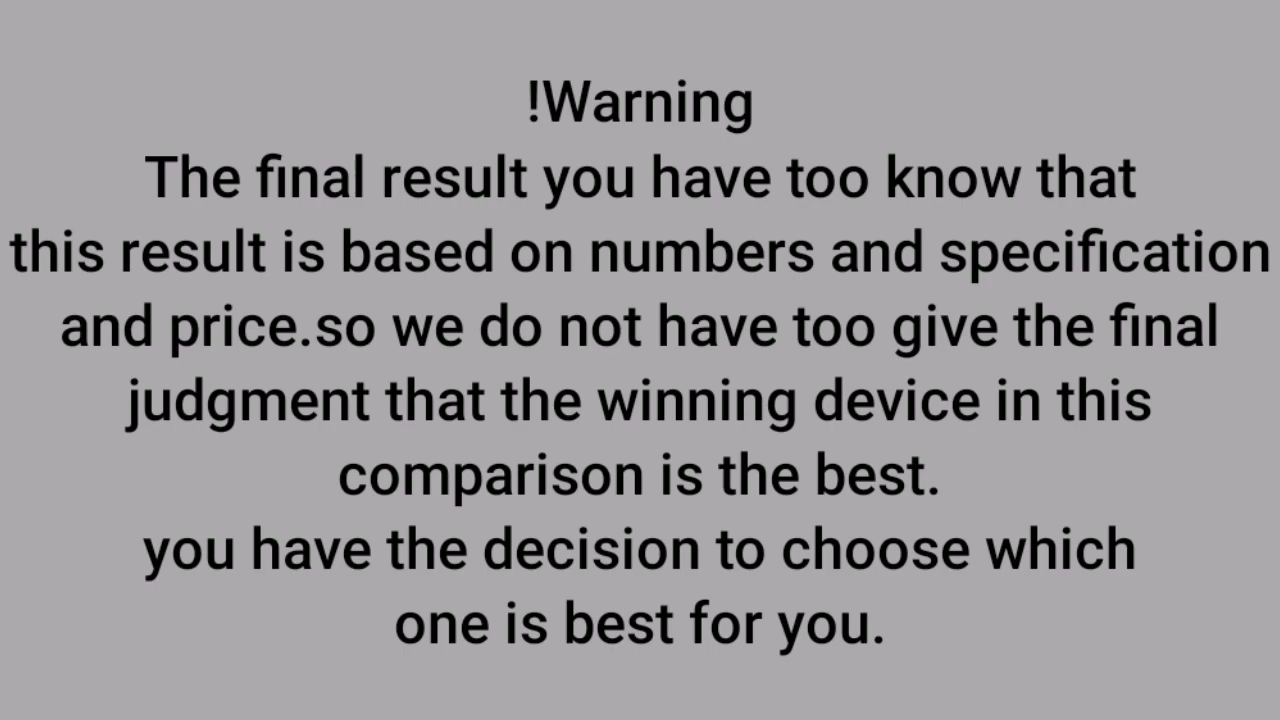 !Warning
The final result you have too know that
this result is based on numbers and specification
and price.so we do not have too give the final
judgment that the winning device in this
comparison is the best.
you have the decision to choose which
one is best for you.